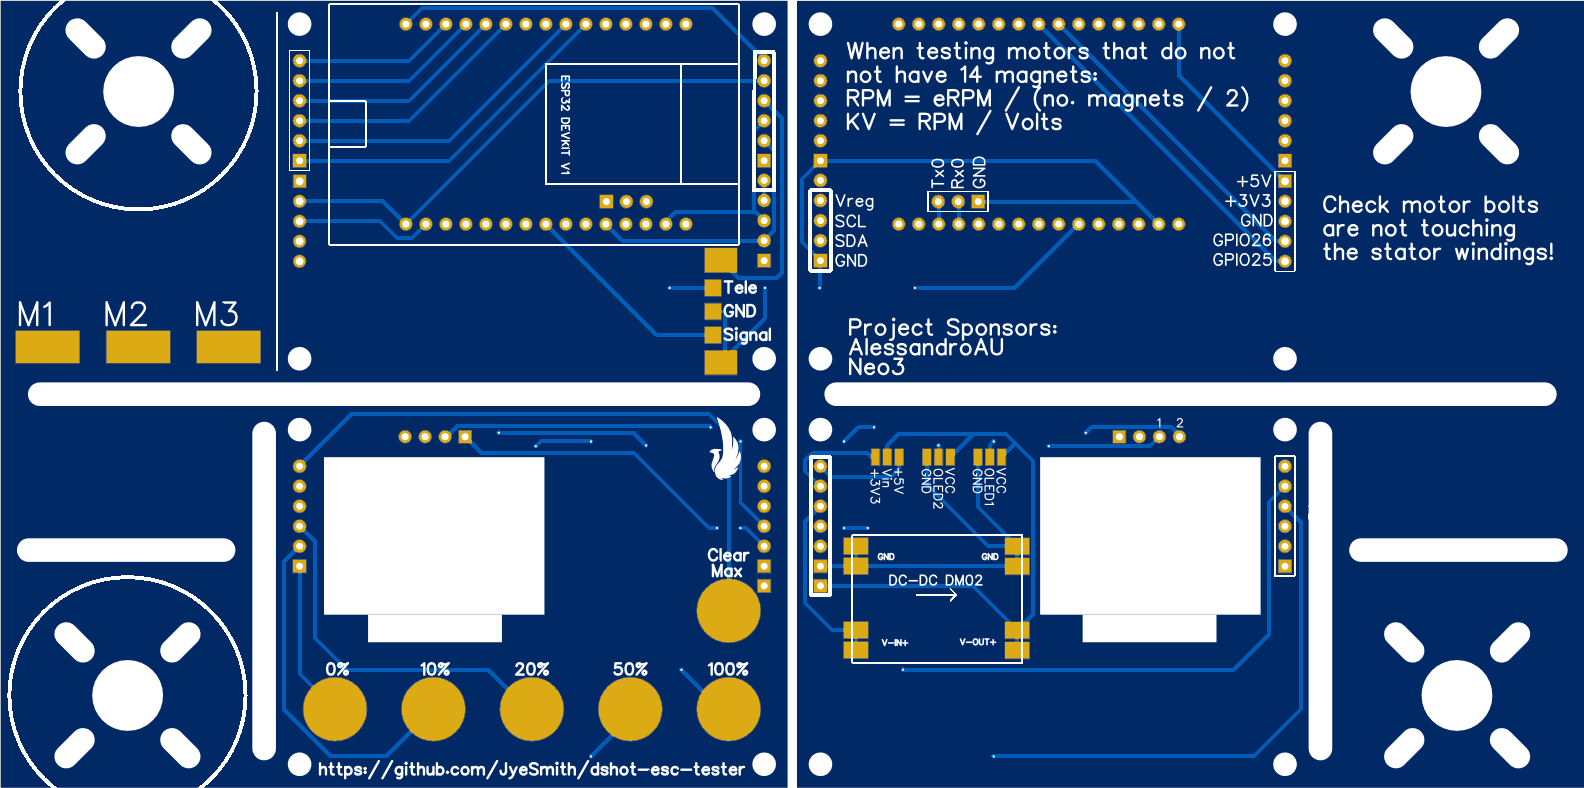 ESP32 DEVKIT V1
M1 M2 M3
Tele
GND
Signal
When testing motors that do not
not have 14 magnets:
RPM = eRPM / (no. magnets / 2)
KV = RPM / Volts
Tx0
Rx0
GND
Vreg
SCL
SDA
GND
+5V
+3V3
GND
GPIO26
GPIO25
Check motor bolts
are not touching
the stator windings!
Project Sponsors:
AlessandroAU
Neo3
Clear
Max
0% 10% 20% 50% 100%
https://github.com/JyeSmith/dshot-esc-tester
1 2
+3V3
Vin
+5V
GND
OLED2
VCC
GND
OLED1
VCC
GND GND
DC-DC DM02
V-IN+ V-OUT+